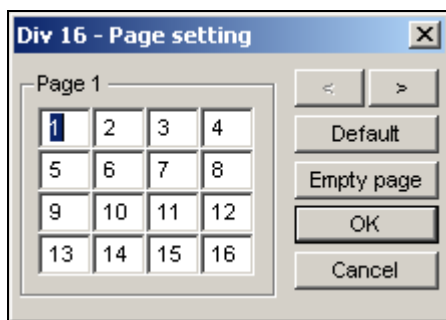 Div 16 - Page setting
Page 1
1 2 3 4
5 6 7 8
9 10 11 12
13 14 15 16
< >
Default
Empty page
OK
Cancel